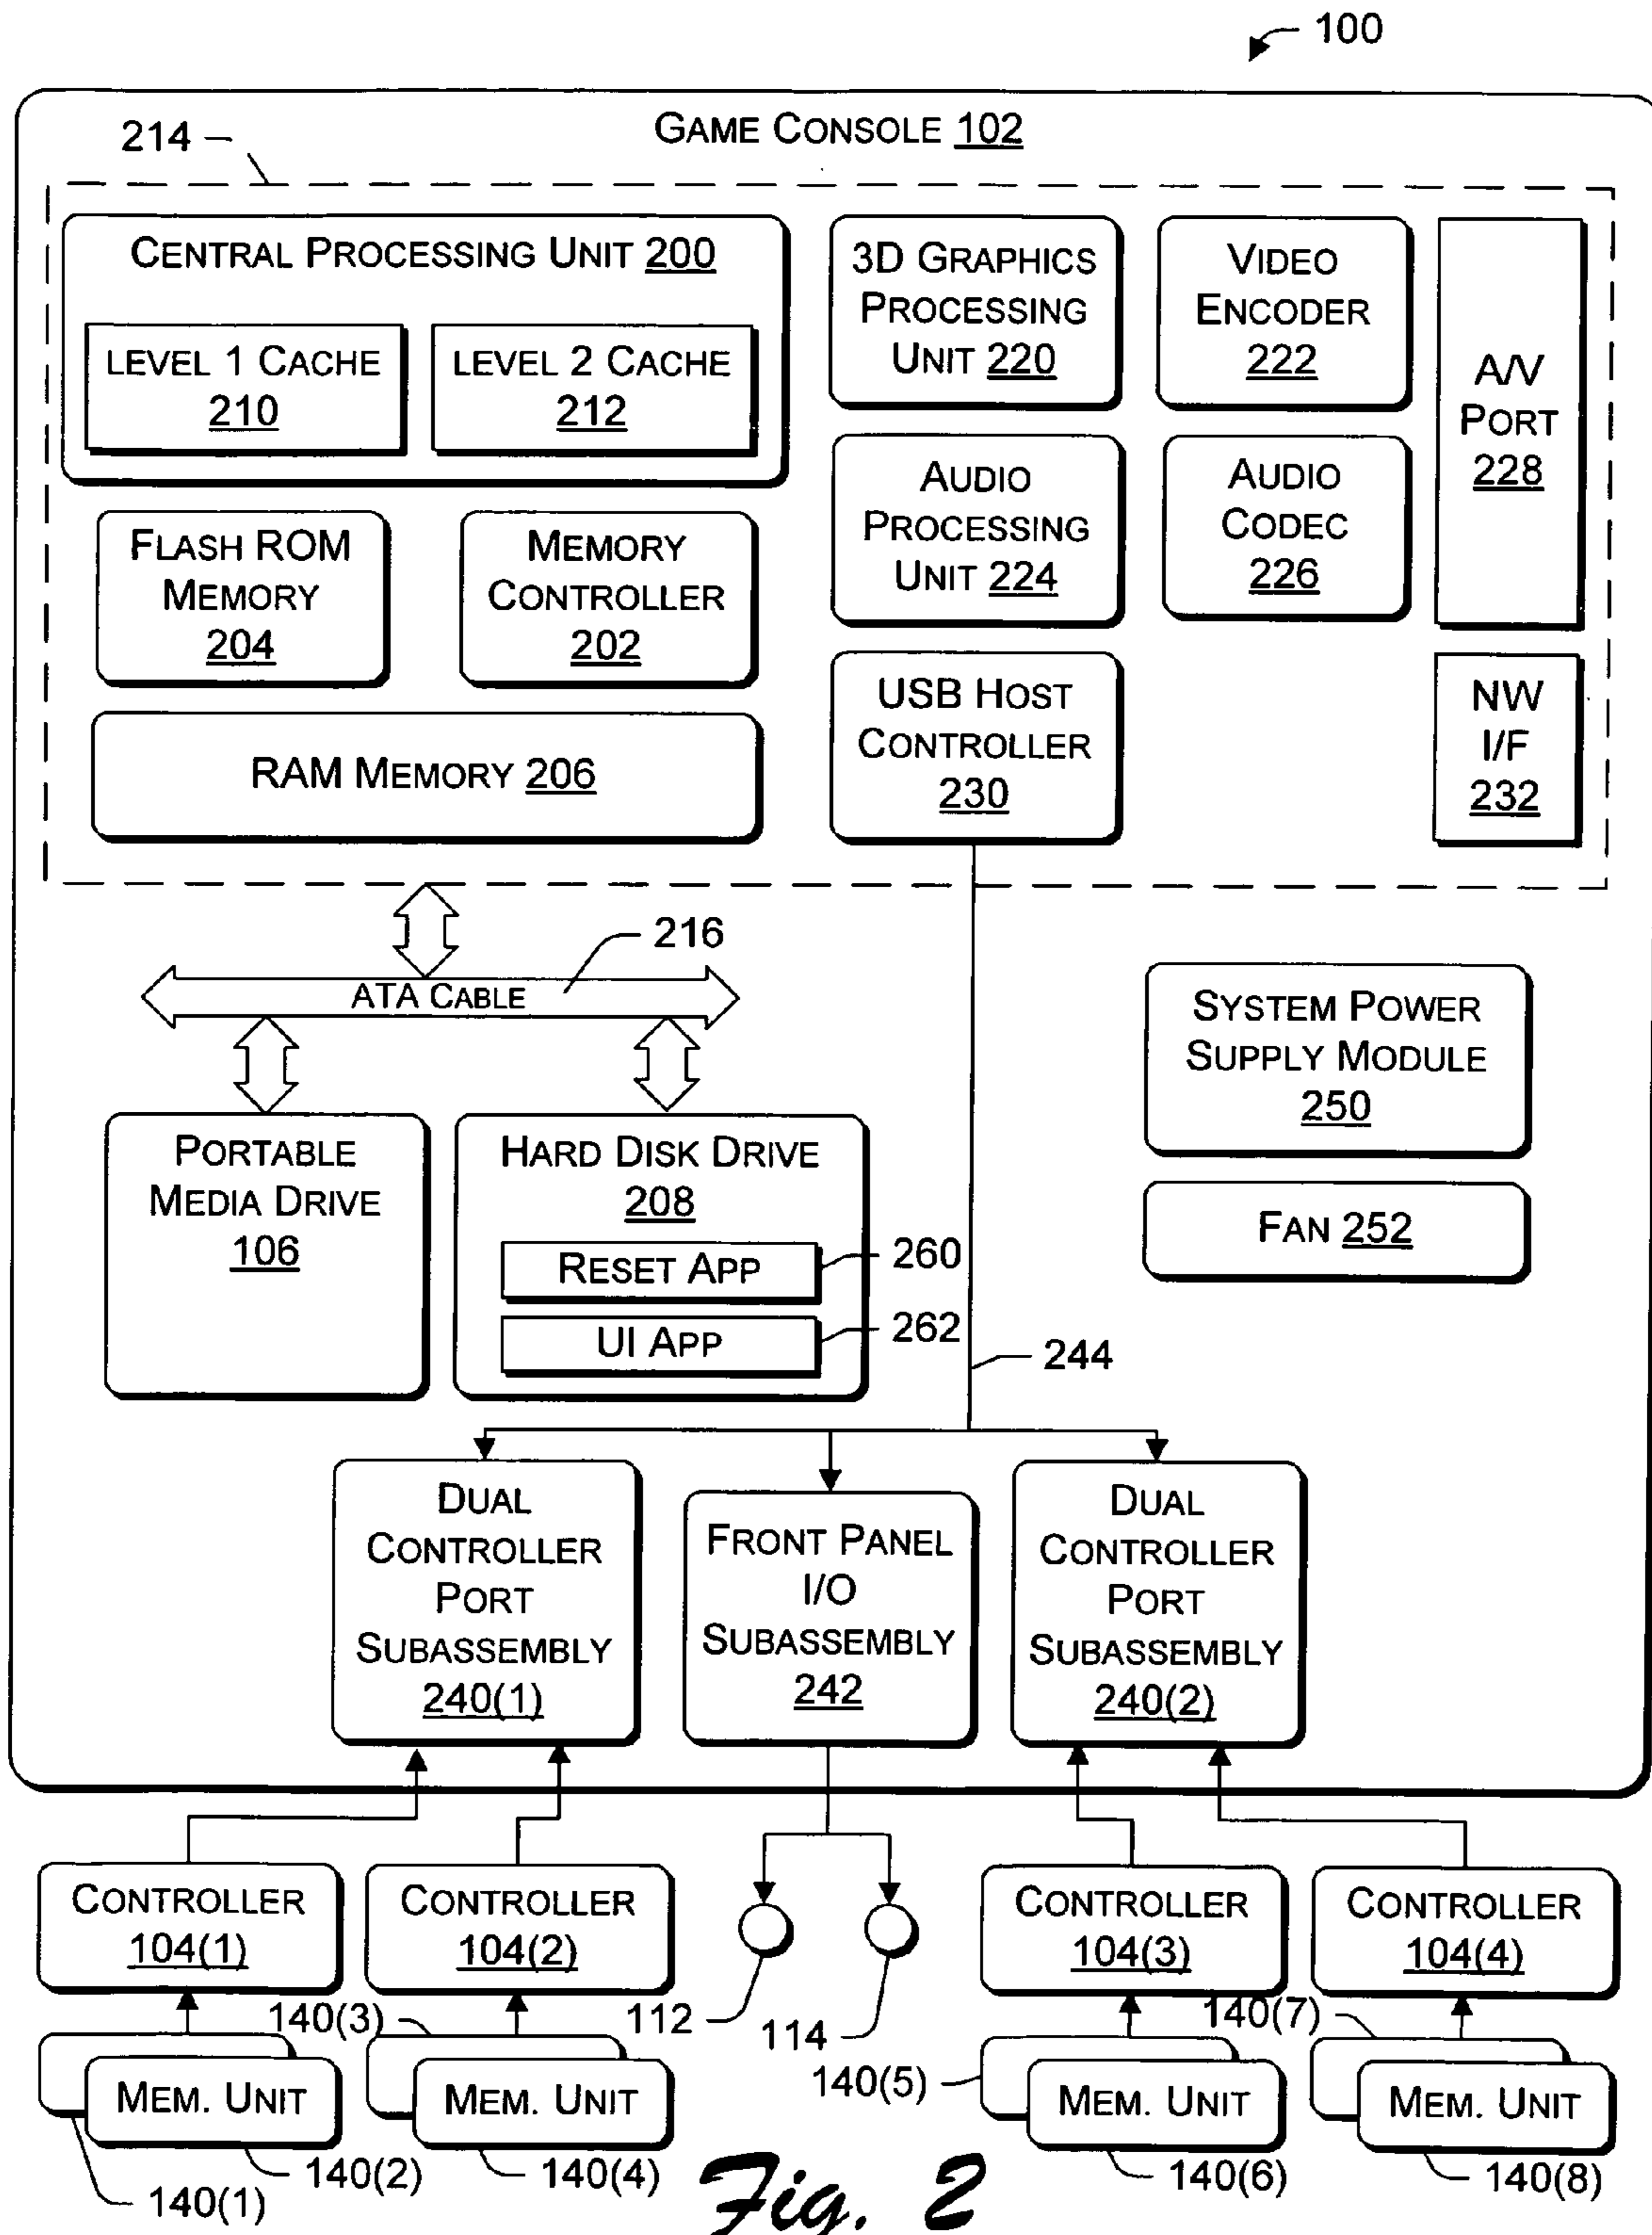 100
GAME CONSOLE 102
214
CENTRAL PROCESSING UNIT 200
LEVEL 1 CACHE
210
LEVEL 2 CACHE
212
3D GRAPHICS
PROCESSING
UNIT 220
VIDEO
ENCODER
222
A/V
PORT
228
AUDIO
PROCESSING
UNIT 224
AUDIO
CODEC
226
FLASH ROM
MEMORY
204
MEMORY
CONTROLLER
202
RAM MEMORY 206
USB HOST
CONTROLLER
230
NW
I/F
232
216
ATA CABLE
SYSTEM POWER
SUPPLY MODULE
250
PORTABLE
MEDIA DRIVE
106
HARD DISK DRIVE
208
RESET APP
260
UI APP
262
FAN 252
244
DUAL
CONTROLLER
PORT
SUBASSEMBLY
240(1)
FRONT PANEL
I/O
SUBASSEMBLY
242
DUAL
CONTROLLER
PORT
SUBASSEMBLY
240(2)
CONTROLLER
104(1)
CONTROLLER
104(2)
CONTROLLER
104(3)
CONTROLLER
104(4)
140(3)
112
114
140(5)
140(7)
MEM. UNIT
MEM. UNIT
MEM. UNIT
MEM. UNIT
140(1)
140(2)
140(4)
140(6)
140(8)
Fig. 2